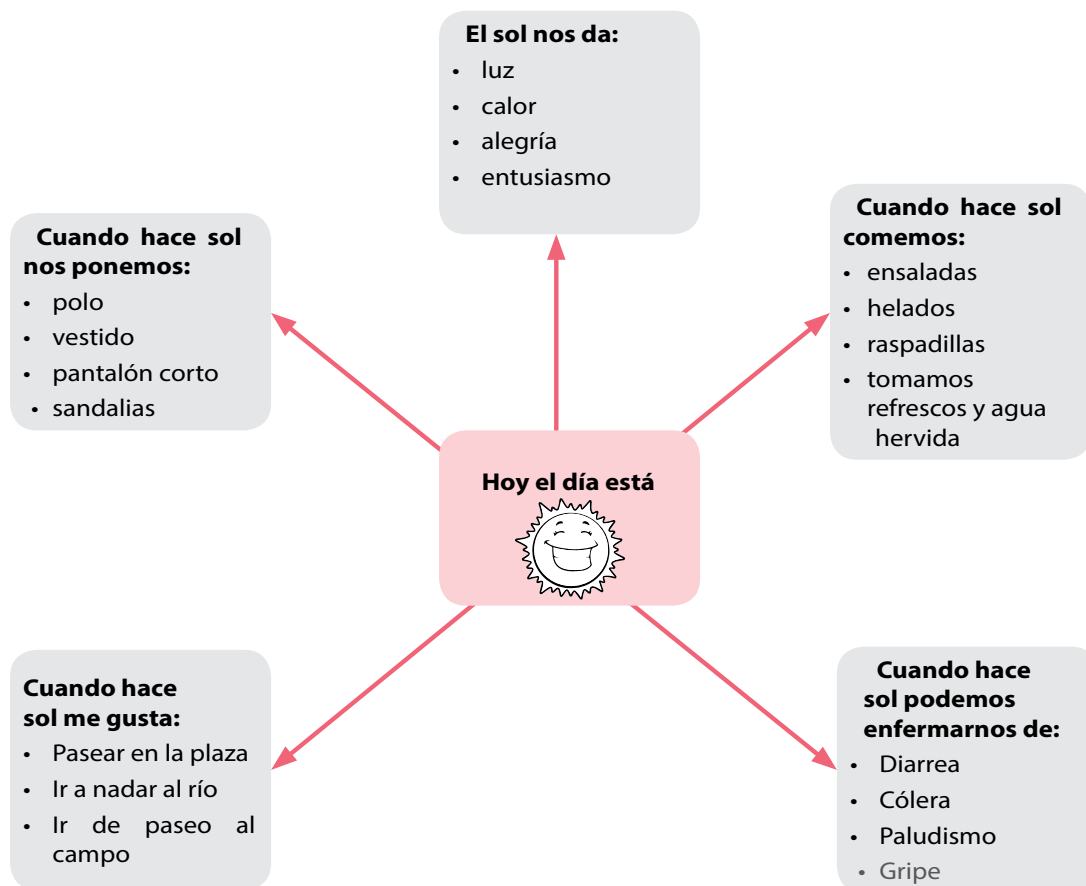 El sol nos da:
• luz
• calor
• alegría
• entusiasmo
Cuando hace sol
nos ponemos:
• polo
• vestido
• pantalón corto
• sandalias
Cuando hace sol
comemos:
• ensaladas
• helados
• raspadillas
• tomamos
refrescos y agua
hervida
Hoy el día está
Cuando hace
sol me gusta:
• Pasear en la plaza
• Ir a nadar al río
• Ir de paseo al
campo
Cuando hace
sol podemos
enfermarnos de:
• Diarrea
• Cólera
• Paludismo
• Gripe